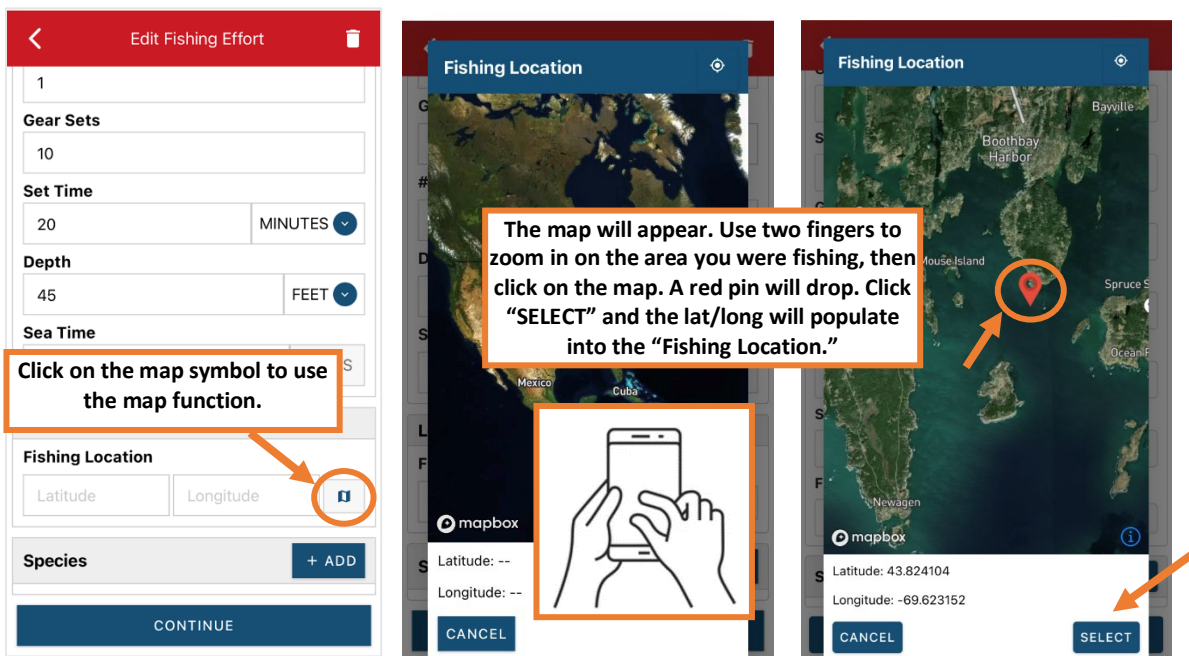 Edit Fishing Effort
1
Gear Sets
10
Set Time
20
MINUTES
Depth
45
FEET
Sea Time
S
Click on the map symbol to use
the map function.
Fishing Location
Latitude
Longitude
Species
+ ADD
CONTINUE
Fishing Location
G
#
D
S
L
F
S
Mexico
Cuba
mapbox
Latitude: --
Longitude: --
CANCEL
The map will appear. Use two fingers to
zoom in on the area you were fishing, then
click on the map. A red pin will drop. Click
“SELECT” and the lat/long will populate
into the “Fishing Location.”
Fishing Location
Bayville
Boothbay
Harbor
Mouse Island
Spruce S
Ocean P
Newagen
mapbox
Latitude: 43.824104
Longitude: -69.623152
CANCEL
SELECT